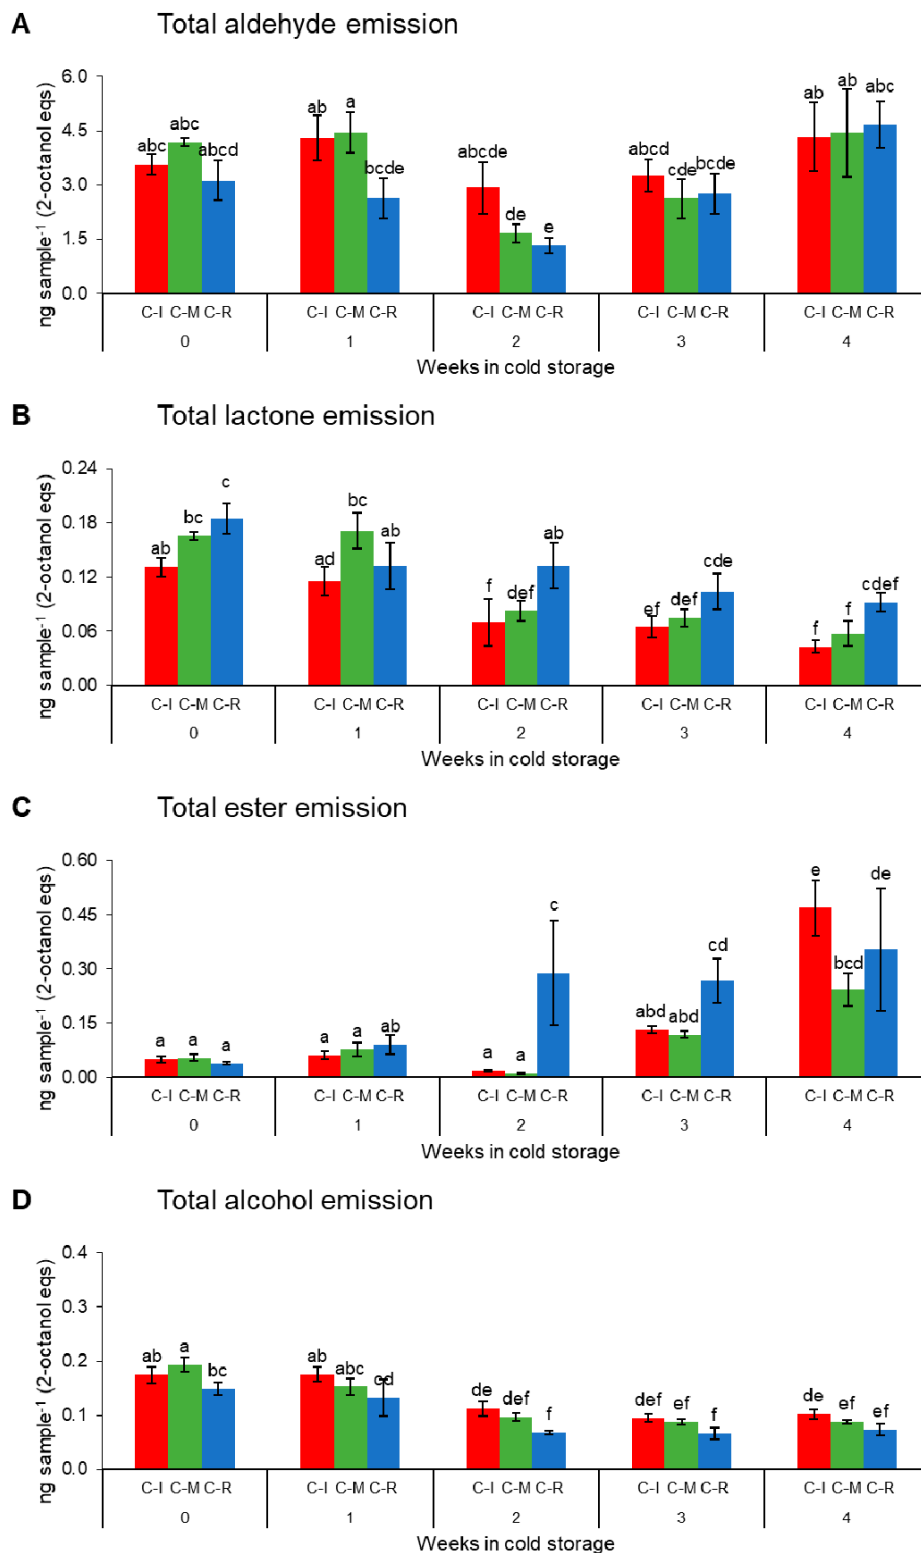 A Total aldehyde emission
ng sample⁻¹ (2-octanol eqs)
6.0
4.5
3.0
1.5
0.0
abc abc abcd ab a bcde abcde de e abcd cde bcde ab ab abc
C-I C-M C-R C-I C-M C-R C-I C-M C-R C-I C-M C-R C-I C-M C-R
0 1 2 3 4
Weeks in cold storage
B Total lactone emission
ng sample⁻¹ (2-octanol eqs)
0.24
0.18
0.12
0.06
0.00
ab bc c ad bc ab f def ab ef def cde f f cdef
C-I C-M C-R C-I C-M C-R C-I C-M C-R C-I C-M C-R C-I C-M C-R
0 1 2 3 4
Weeks in cold storage
C Total ester emission
ng sample⁻¹ (2-octanol eqs)
0.60
0.45
0.30
0.15
0.00
a a a a a ab a a c abd abd cd e bcd de
C-I C-M C-R C-I C-M C-R C-I C-M C-R C-I C-M C-R C-I C-M C-R
0 1 2 3 4
Weeks in cold storage
D Total alcohol emission
ng sample⁻¹ (2-octanol eqs)
0.4
0.3
0.2
0.1
0.0
ab a bc ab abc cd de def f def ef f de ef ef
C-I C-M C-R C-I C-M C-R C-I C-M C-R C-I C-M C-R C-I C-M C-R
0 1 2 3 4
Weeks in cold storage